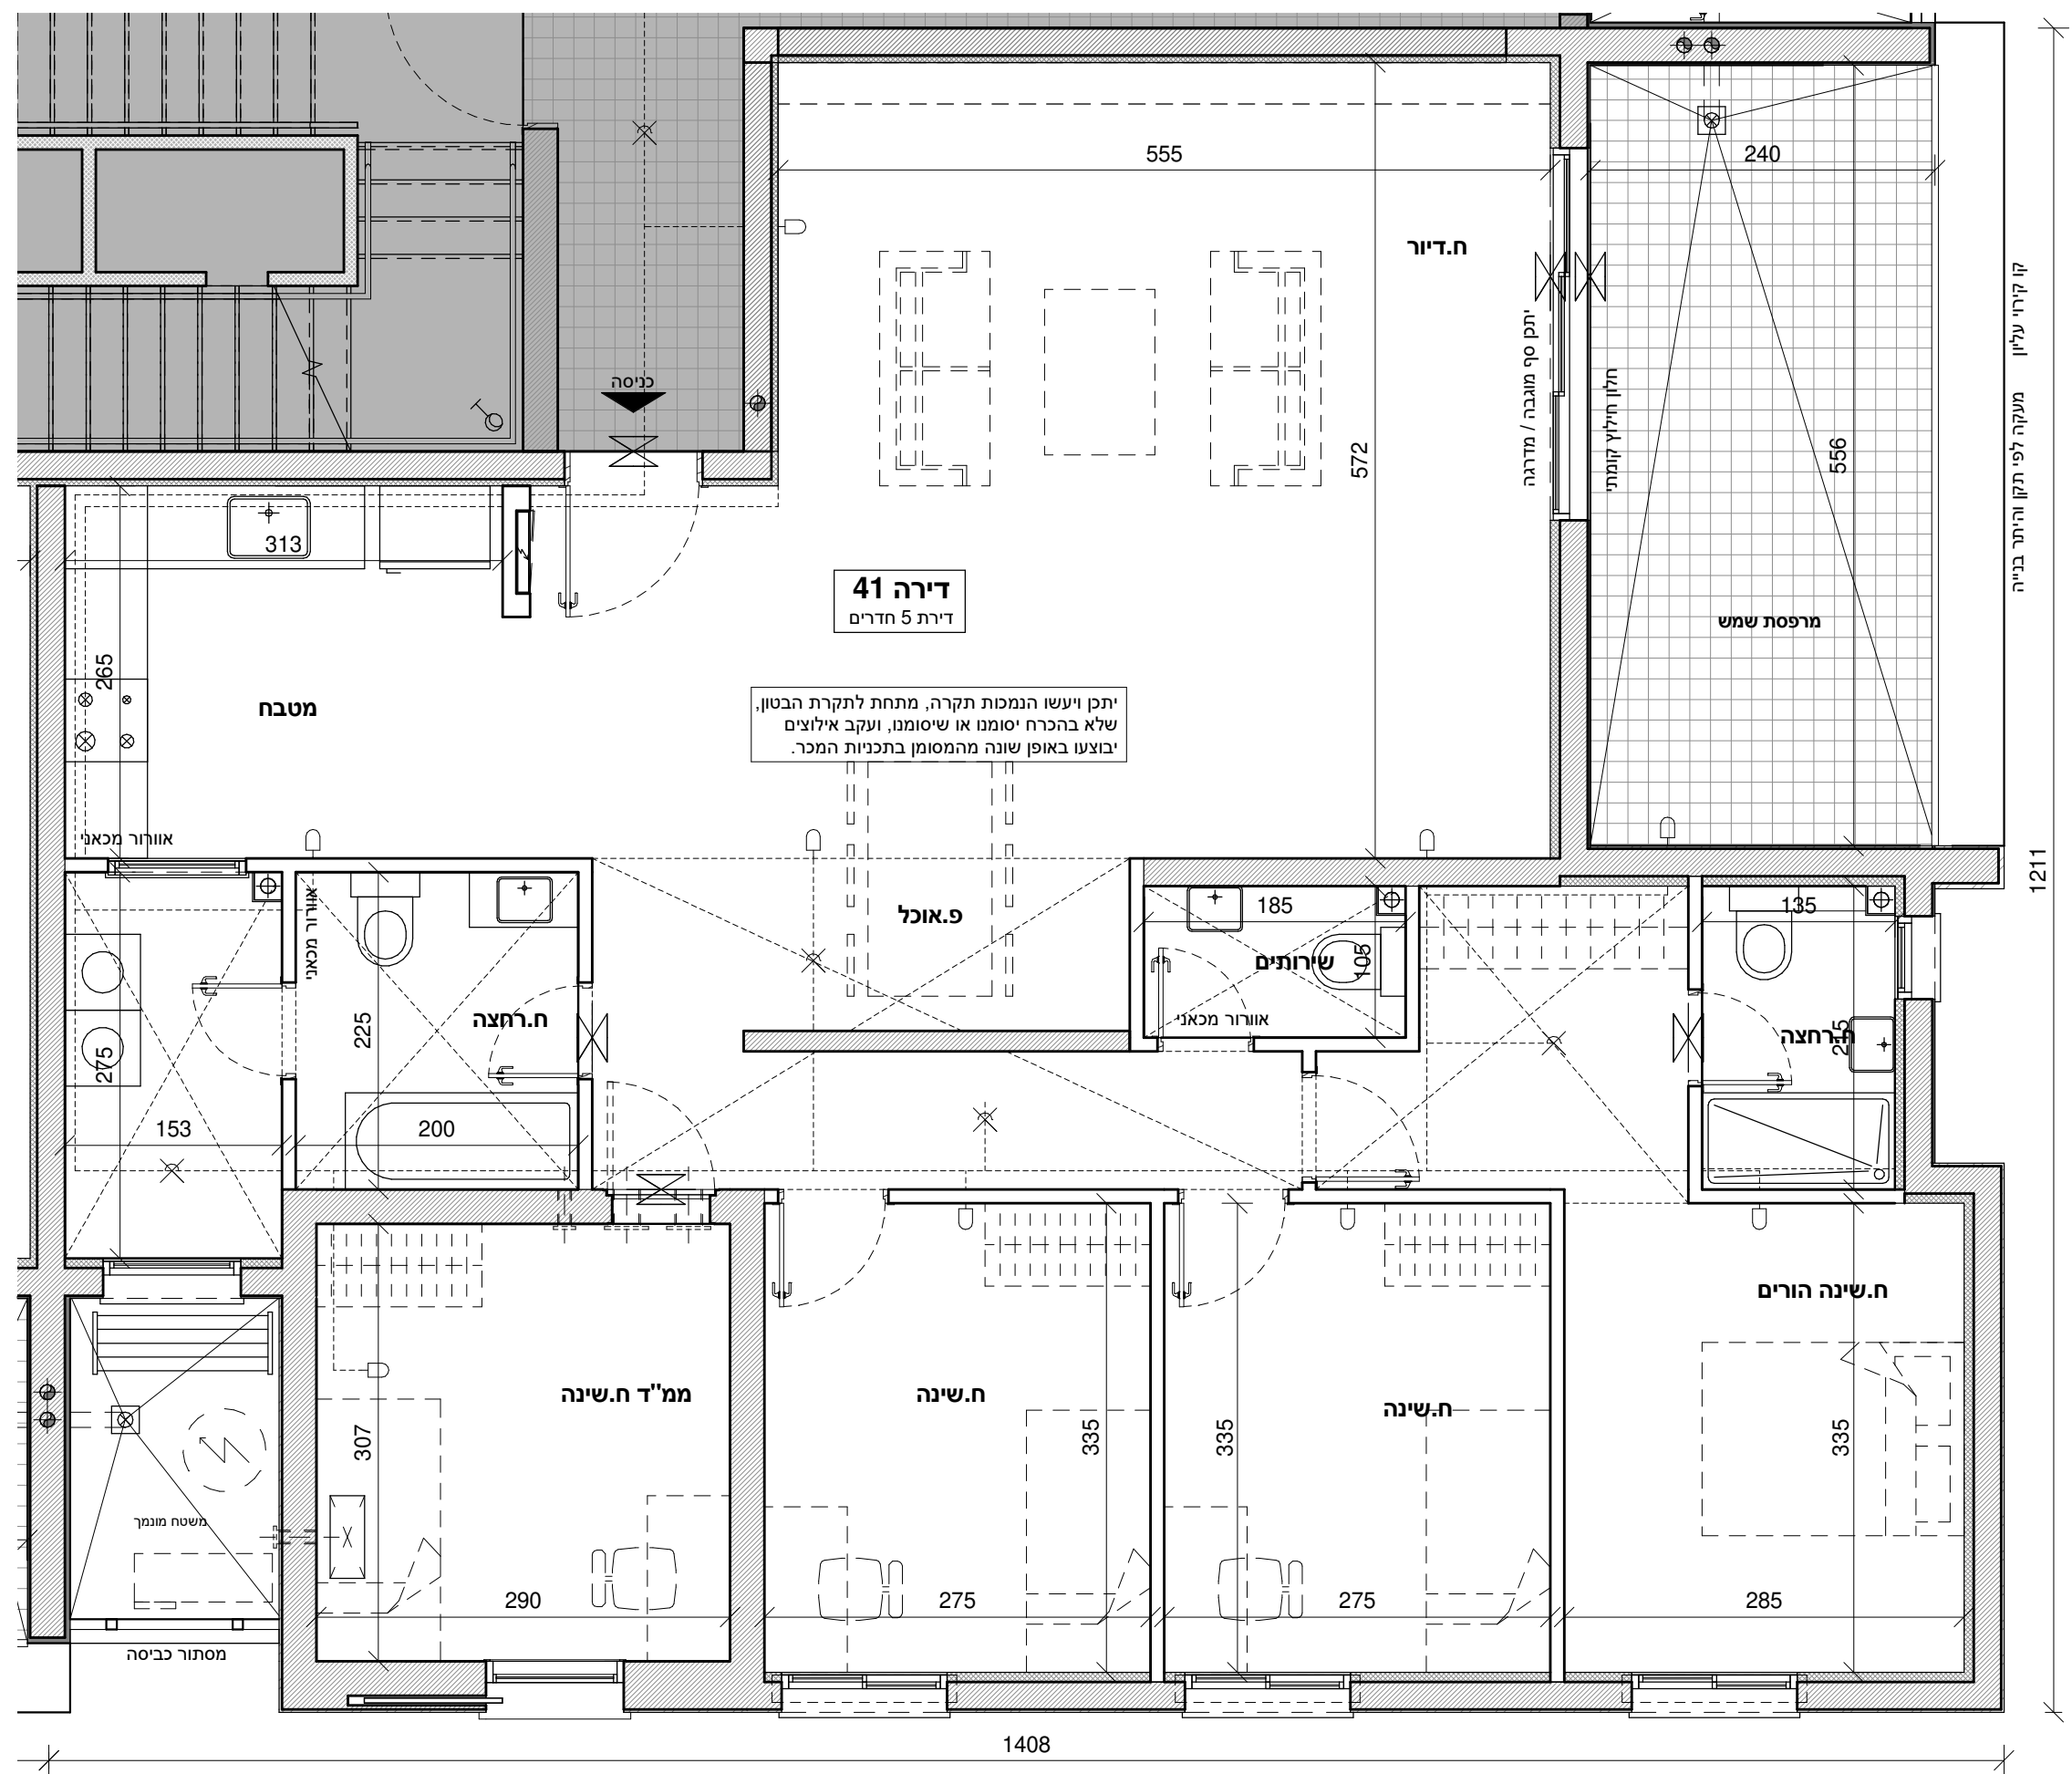 555
240
ח.דיור
קו קירוי עליון
מעקה לפי תקן והיתר בנייה
יתכן סף מוגבה / מדרגה
חלון חילוץ קומתי
כניסה
572
556
313
דירה 41
דירת 5 חדרים
מרפסת שמש
265
מטבח
יתכן ויעשו הנמכות תקרה, מתחת לתקרת הבטון,
שלא בהכרח יסומנו או שיסומנו, ועקב אילוצים
יבוצעו באופן שונה מהמסומן בתכניות המכר.
אוורור מכאני
1211
אוורור מכאני
פ.אוכל
185
135
שירותים
105
אוורור מכאני
ח.רחצה
225
ח.רחצה
275
153
200
ח.שינה הורים
ממ"ד ח.שינה
ח.שינה
ח.שינה
307
335
335
335
משטח מונמך
290
275
275
285
מסתור כביסה
1408